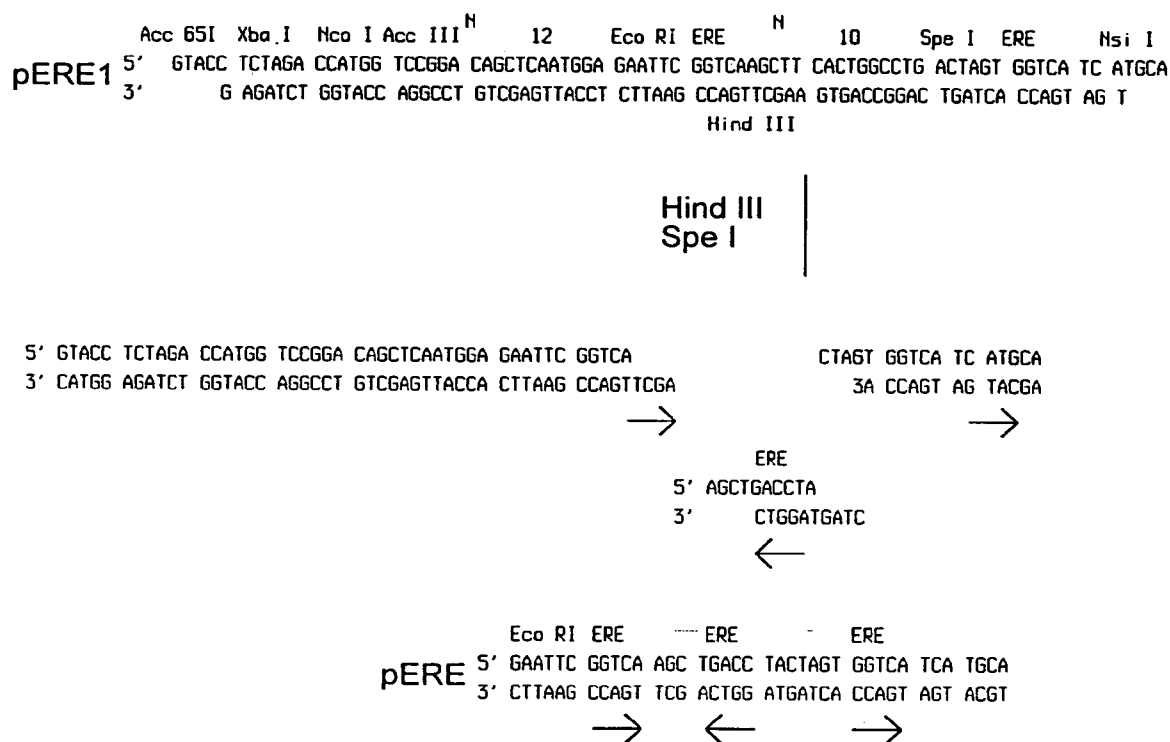 N N
Acc 65I Xba I Nco I Acc III 12 Eco RI ERE 10 Spe I ERE Nsi I
pERE1 5' GTACC TCTAGA CCATGG TCCGGA CAGCTCAATGGA GAATTC GGTCAAGCTT CACTGGCCTG ACTAGT GGTCA TC ATGCA
3' G AGATCT GGTACC AGGCCT GTCGAGTTACCT CTTAAG CCAGTTCGAA GTGACCGGAC TGATCA CCAGT AG T
Hind III
Hind III
Spe I
5' GTACC TCTAGA CCATGG TCCGGA CAGCTCAATGGA GAATTC GGTCA CTAGT GGTCA TC ATGCA
3' CATGG AGATCT GGTACC AGGCCT GTCGAGTTACCA CTTAAG CCAGTTCGA 3A CCAGT AG TACGA
ERE
5' AGCTGACCTA
3' CTGGATGATC
Eco RI ERE ERE ERE
pERE 5' GAATTC GGTCA AGC TGACC TACTAGT GGTCA TCA TGCA
3' CTTAAG CCAGT TCG ACTGG ATGATCA CCAGT AGT ACGT